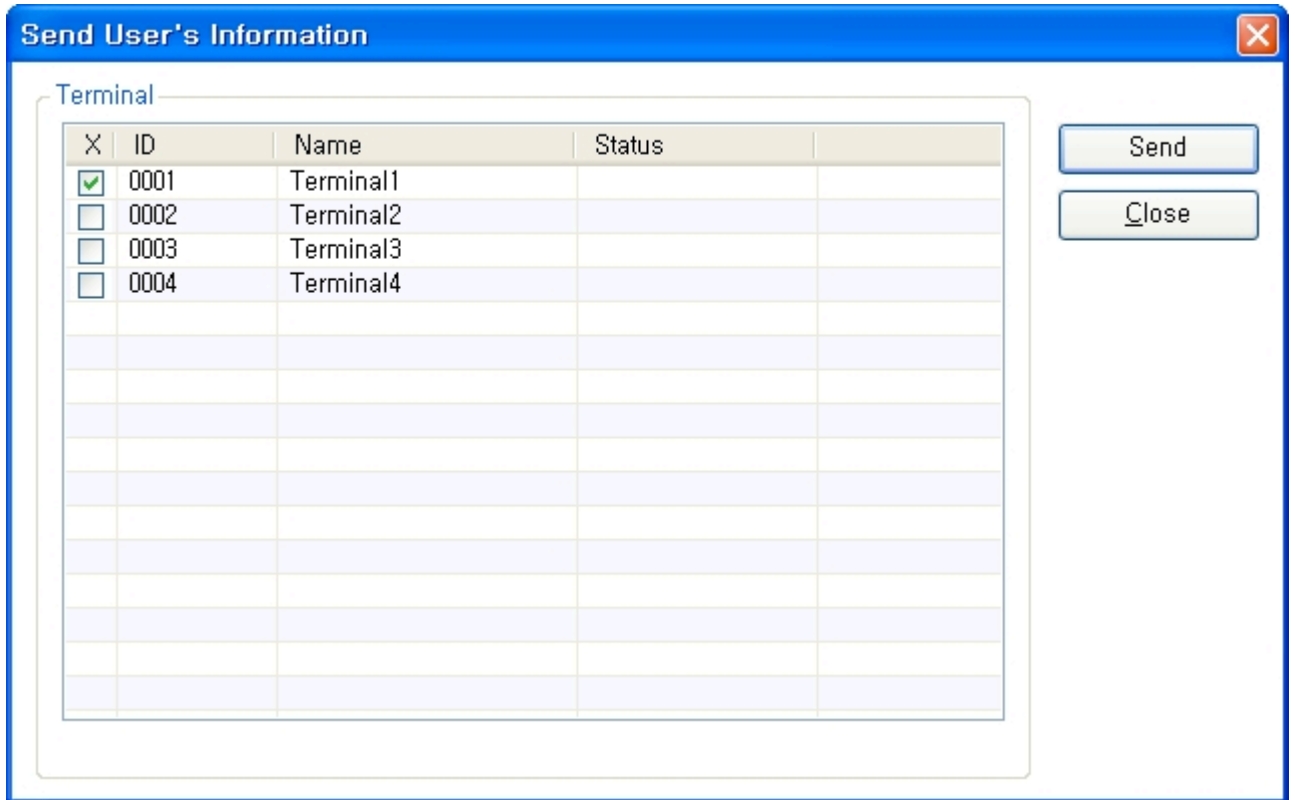 Send User's Information
Terminal
X ID Name Status
0001 Terminal1
0002 Terminal2
0003 Terminal3
0004 Terminal4
Send
Close